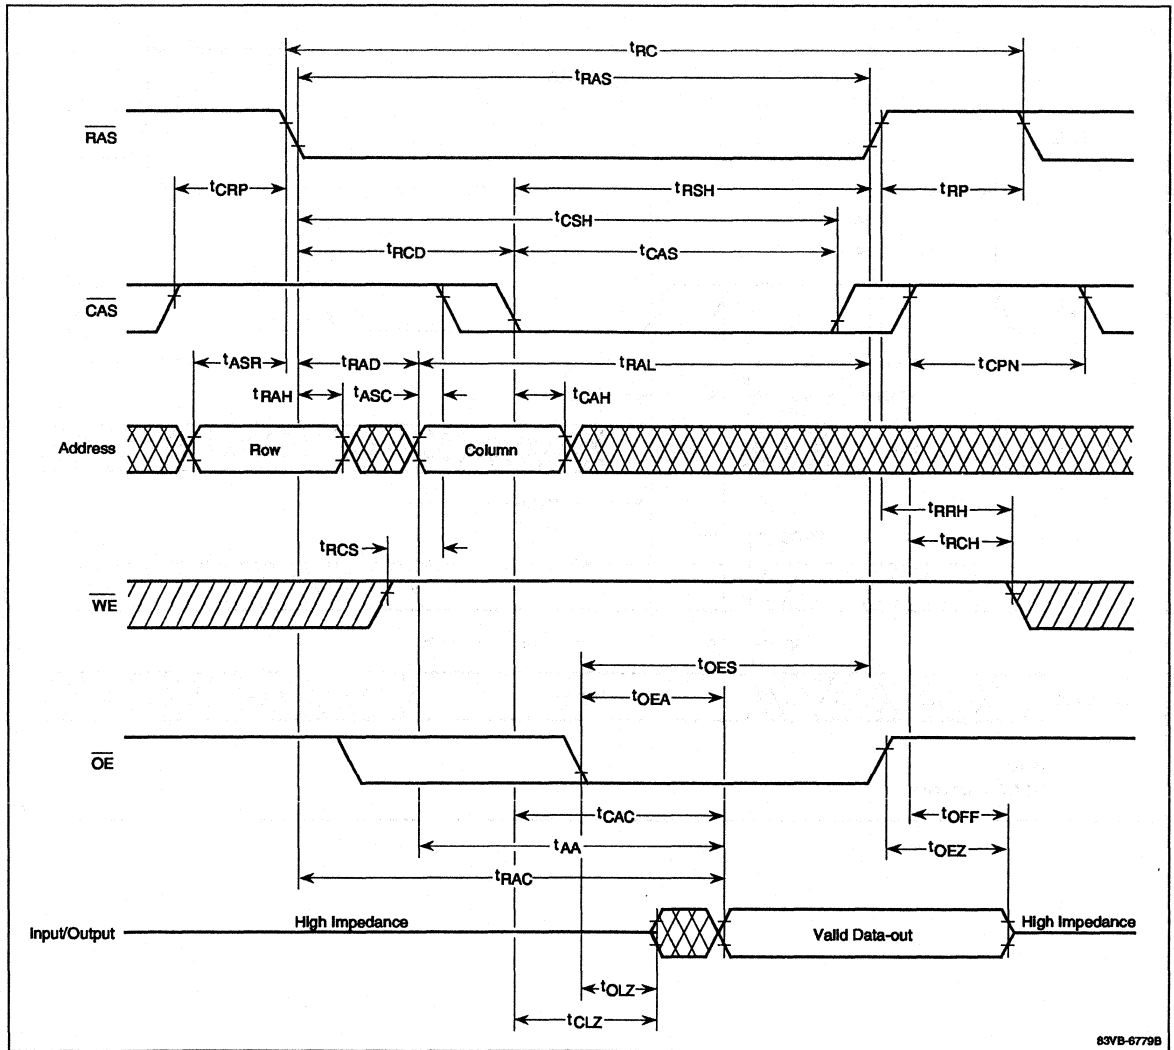 tRC
tRAS
RAS
tCRP
tRSH
tRP
tCSH
tRCD
tCAS
CAS
tASR
tRAD
tRAL
tCPN
tRAH
tASC
tCAH
Address
Row
Column
tRRH
tRCS
tRCH
WE
tOES
tOEA
OE
tCAC
tOFF
tAA
tOEZ
tRAC
High Impedance
High Impedance
Input/Output
Valid Data-out
tOLZ
tCLZ
83VB-6779B